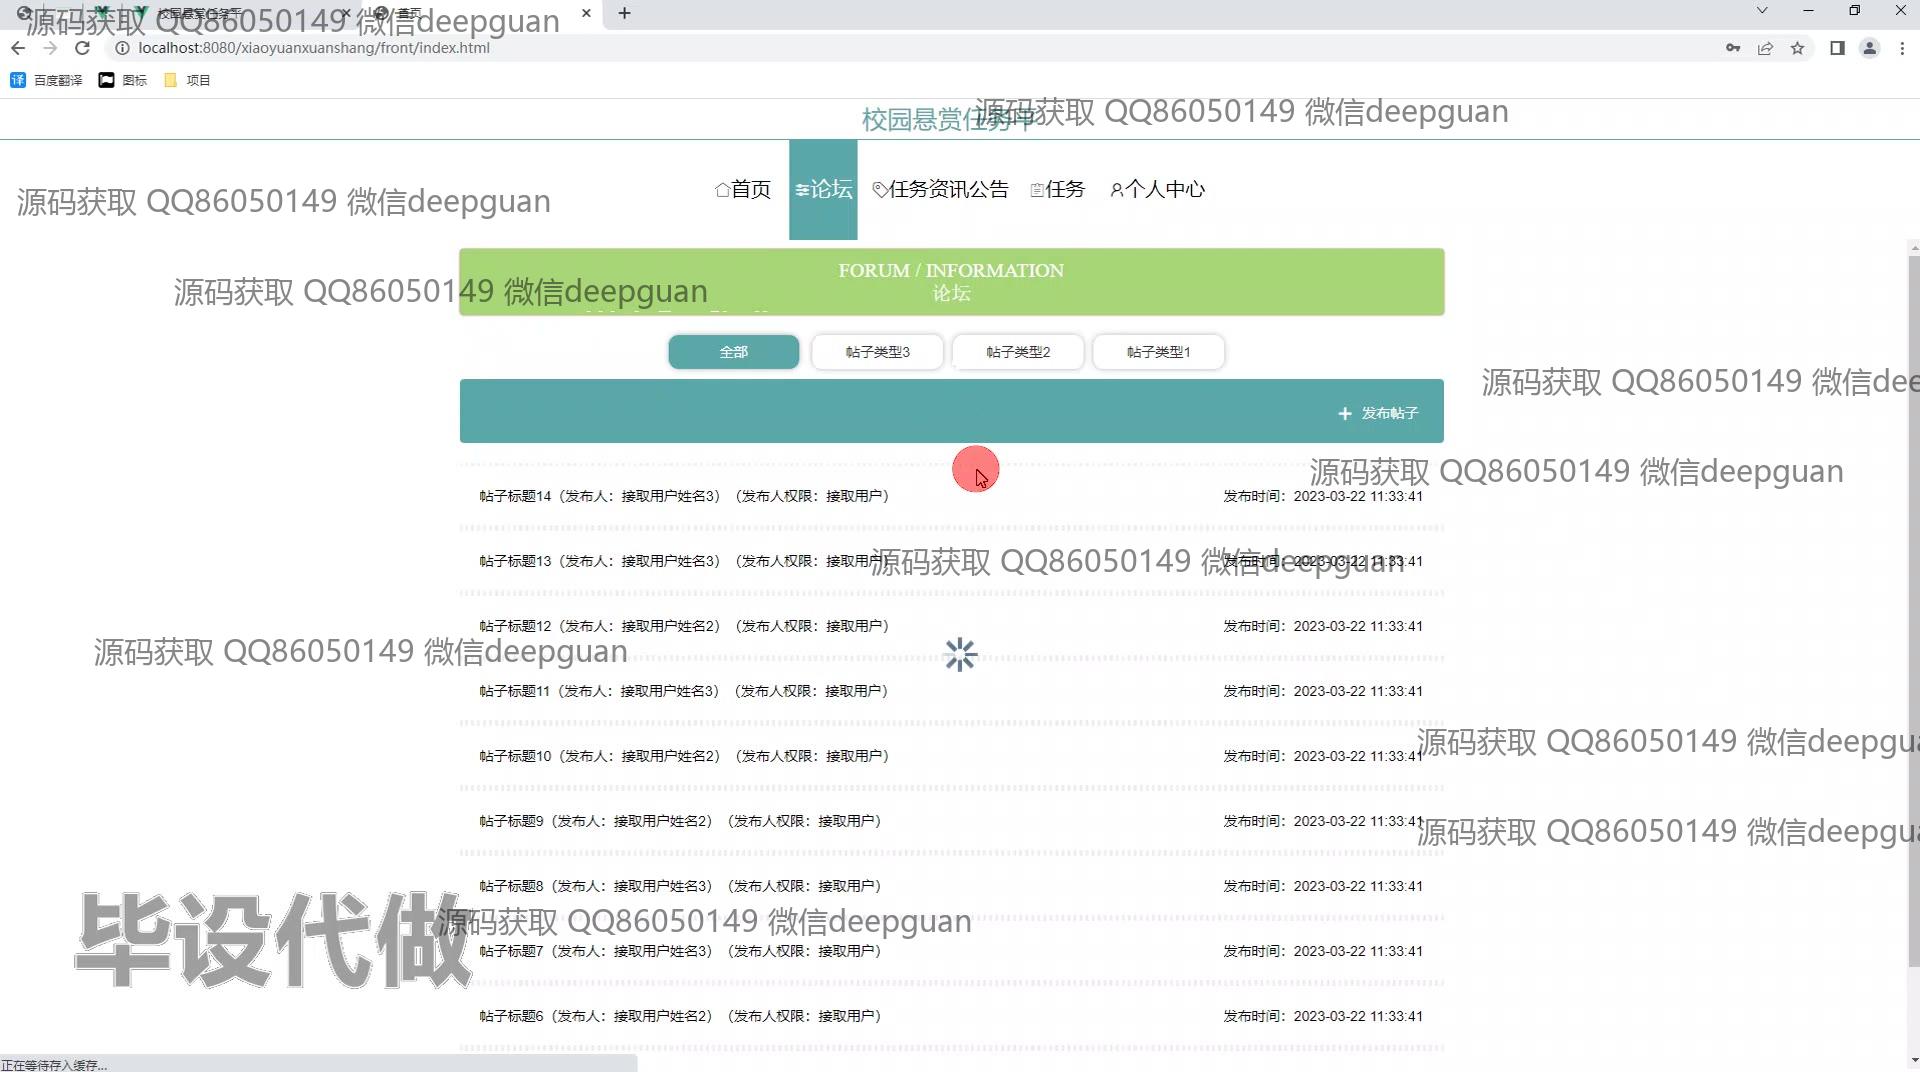 校园悬赏任务平
首页
源码获取 QQ86050149 微信deepguan
localhost:8080/xiaoyuanxuanshang/front/index.html
译 百度翻译 图标 项目
校园悬赏任务平
源码获取 QQ86050149 微信deepguan
首页 论坛 任务资讯公告 任务 个人中心
源码获取 QQ86050149 微信deepguan
FORUM / INFORMATION
论坛
源码获取 QQ86050149 微信deepguan
全部 帖子类型3 帖子类型2 帖子类型1
源码获取 QQ86050149 微信dee
+ 发布帖子
源码获取 QQ86050149 微信deepguan
帖子标题14（发布人：接取用户姓名3）（发布人权限：接取用户） 发布时间：2023-03-22 11:33:41
帖子标题13（发布人：接取用户姓名3）（发布人权限：接取用户） 发布时间：2023-03-22 11:33:41
源码获取 QQ86050149 微信deepguan
帖子标题12（发布人：接取用户姓名2）（发布人权限：接取用户） 发布时间：2023-03-22 11:33:41
源码获取 QQ86050149 微信deepguan
帖子标题11（发布人：接取用户姓名3）（发布人权限：接取用户） 发布时间：2023-03-22 11:33:41
帖子标题10（发布人：接取用户姓名2）（发布人权限：接取用户） 发布时间：2023-03-22 11:33:41
源码获取 QQ86050149 微信deepgua
帖子标题9（发布人：接取用户姓名2）（发布人权限：接取用户） 发布时间：2023-03-22 11:33:41
源码获取 QQ86050149 微信deepgua
帖子标题8（发布人：接取用户姓名3）（发布人权限：接取用户） 发布时间：2023-03-22 11:33:41
源码获取 QQ86050149 微信deepguan
毕设代做
帖子标题7（发布人：接取用户姓名3）（发布人权限：接取用户） 发布时间：2023-03-22 11:33:41
帖子标题6（发布人：接取用户姓名2）（发布人权限：接取用户） 发布时间：2023-03-22 11:33:41
正在等待存入缓存...